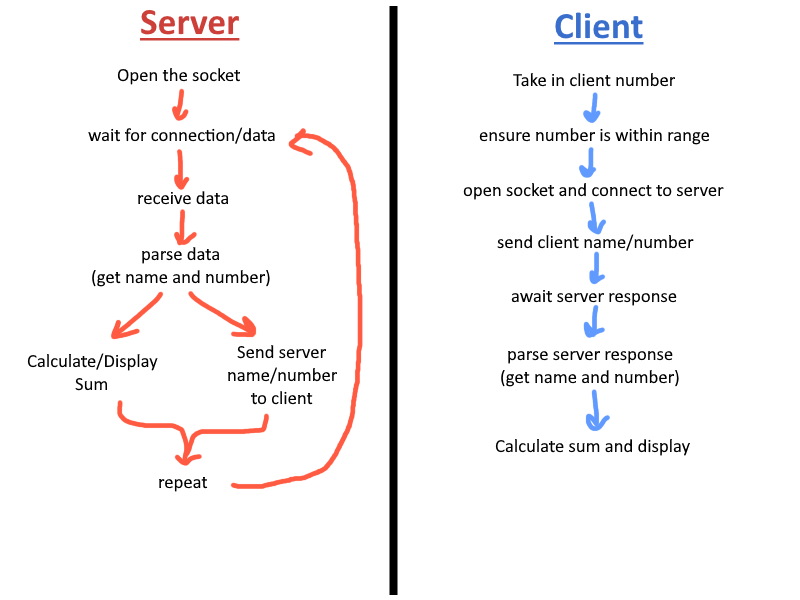 Server
Open the socket
wait for connection/data
receive data
parse data
(get name and number)
Calculate/Display
Sum
Send server
name/number
to client
repeat
Client
Take in client number
ensure number is within range
open socket and connect to server
send client name/number
await server response
parse server response
(get name and number)
Calculate sum and display